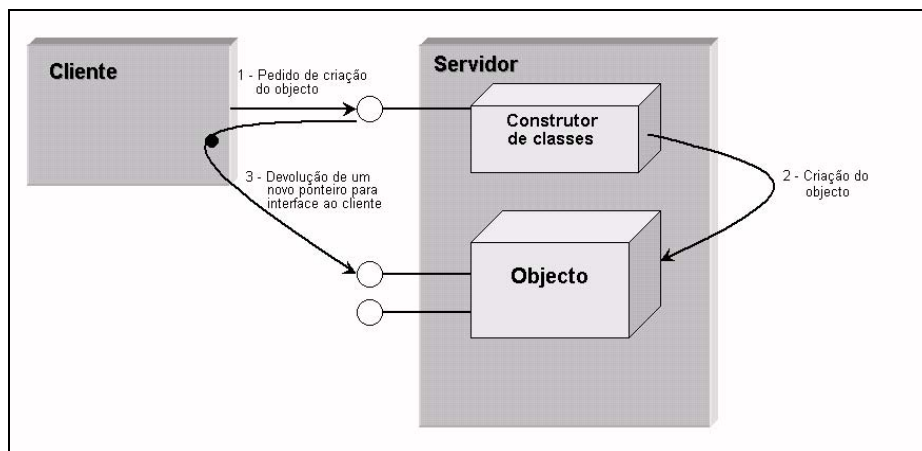 Cliente
1 - Pedido de criação
do objecto
Servidor
Construtor
de classes
2 - Criação do
objecto
3 - Devolução de um
novo ponteiro para
interface ao cliente
Objecto